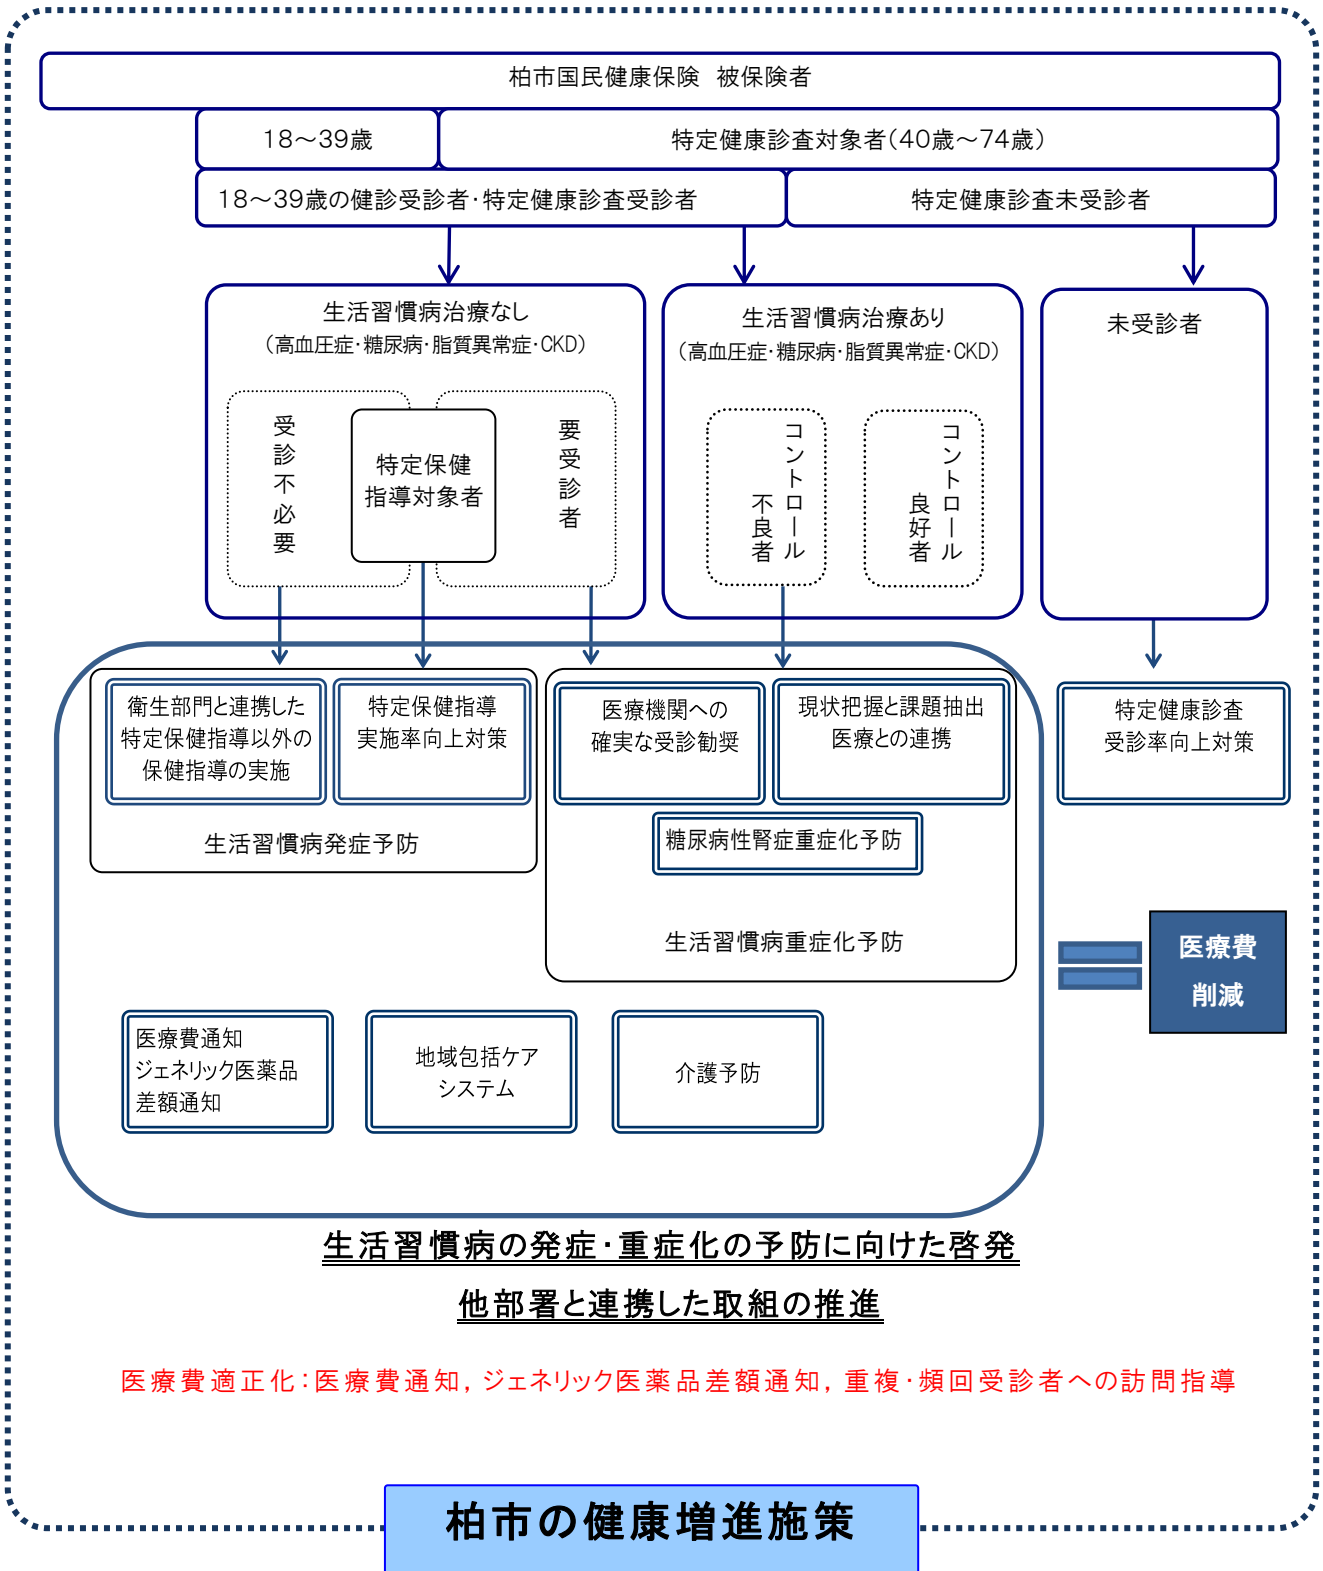 柏市国民健康保険　被保険者
18～39歳
特定健康診査対象者（40歳～74歳）
18～39歳の健診受診者・特定健康診査受診者
特定健康診査未受診者
生活習慣病治療なし
（高血圧症・糖尿病・脂質異常症・CKD）
生活習慣病治療あり
（高血圧症・糖尿病・脂質異常症・CKD）
未受診者
受診不必要
特定保健
指導対象者
要受診者
コントロール
不良者
コントロール
良好者
衛生部門と連携した
特定保健指導以外の
保健指導の実施
特定保健指導
実施率向上対策
生活習慣病発症予防
医療機関への
確実な受診勧奨
現状把握と課題抽出
医療との連携
糖尿病性腎症重症化予防
生活習慣病重症化予防
特定健康診査
受診率向上対策
医療費
削減
医療費通知
ジェネリック医薬品
差額通知
地域包括ケア
システム
介護予防
生活習慣病の発症・重症化の予防に向けた啓発
他部署と連携した取組の推進
医療費適正化：医療費通知，ジェネリック医薬品差額通知，重複・頻回受診者への訪問指導
柏市の健康増進施策